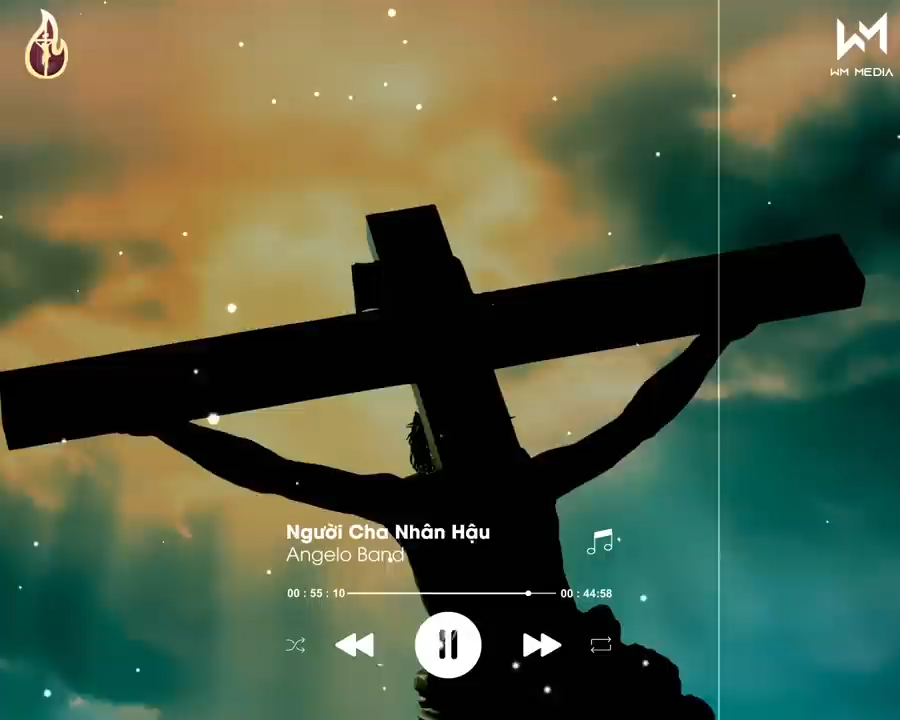 WM MEDIA
Người Cha Nhân Hậu
Angelo Band
00 : 55 : 10
00 : 44:58